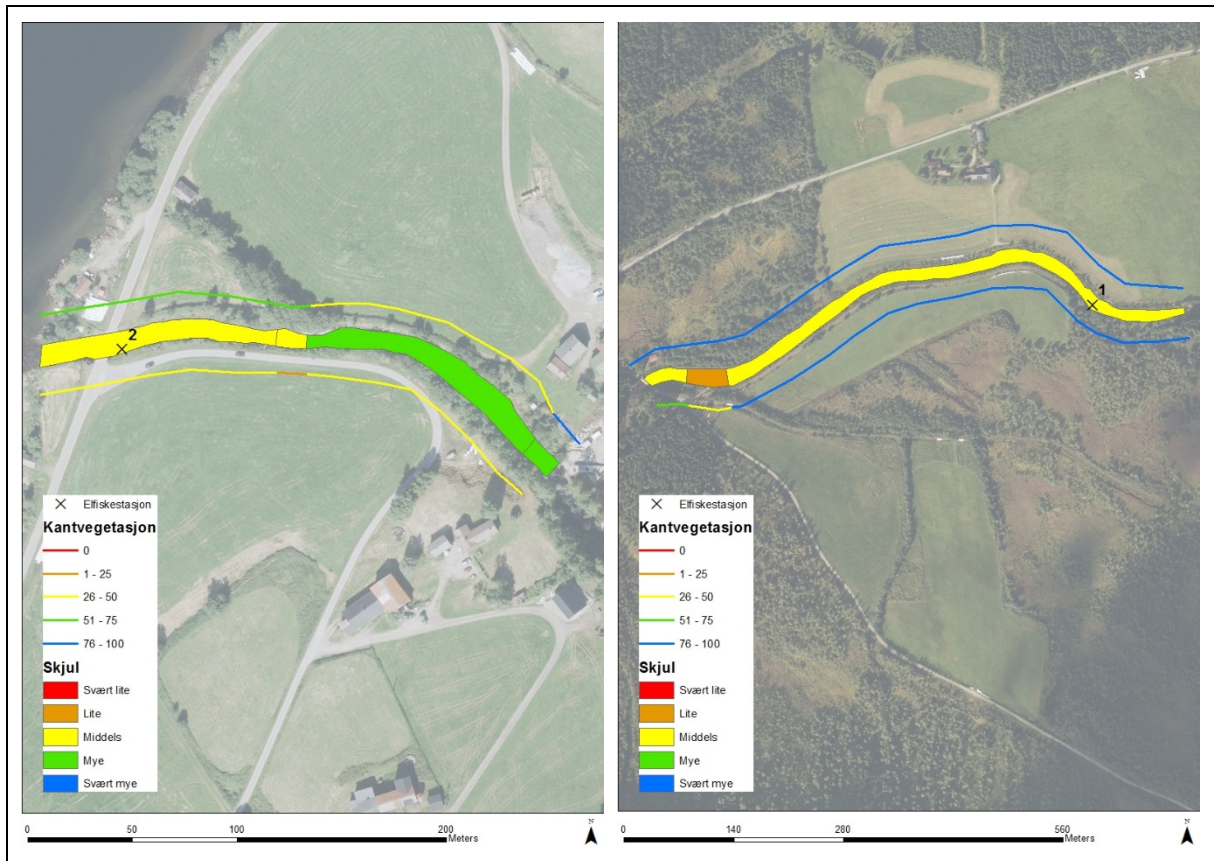 2
Elfiskestasjon
Kantvegetasjon
0
1 - 25
26 - 50
51 - 75
76 - 100
Skjul
Svært lite
Lite
Middels
Mye
Svært mye
0 50 100 200
Meters
N
1
Elfiskestasjon
Kantvegetasjon
0
1 - 25
26 - 50
51 - 75
76 - 100
Skjul
Svært lite
Lite
Middels
Mye
Svært mye
0 140 280 560
Meters
N